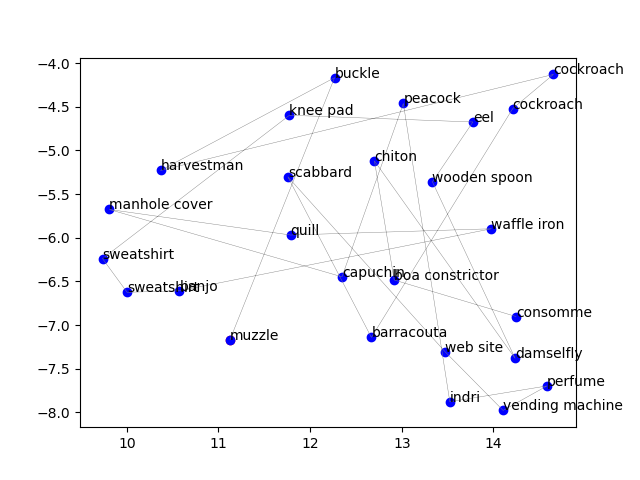 −4.0
cockroach
buckle
−4.5
peacock
cockroach
knee pad
eel
−5.0
chiton
harvestman
scabbard
wooden spoon
−5.5
manhole cover
waffle iron
−6.0
quill
sweatshirt
−6.5
capuchin
boa constrictor
sweatshirt
banjo
consomme
−7.0
muzzle
barracouta
web site
damselfly
−7.5
perfume
indri
vending machine
−8.0
10
11
12
13
14